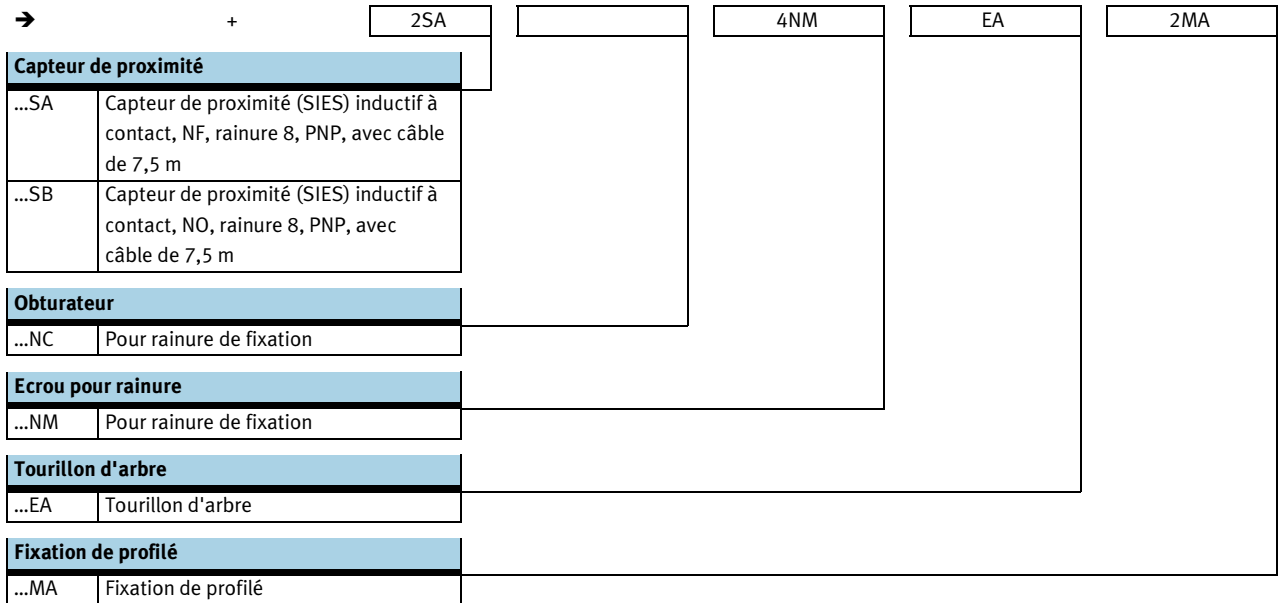 ➔ + 2SA 4NM EA 2MA
Capteur de proximité
...SA Capteur de proximité (SIES) inductif à
contact, NF, rainure 8, PNP, avec câble
de 7,5 m
...SB Capteur de proximité (SIES) inductif à
contact, NO, rainure 8, PNP, avec
câble de 7,5 m
Obturateur
...NC Pour rainure de fixation
Ecrou pour rainure
...NM Pour rainure de fixation
Tourillon d'arbre
...EA Tourillon d'arbre
Fixation de profilé
...MA Fixation de profilé